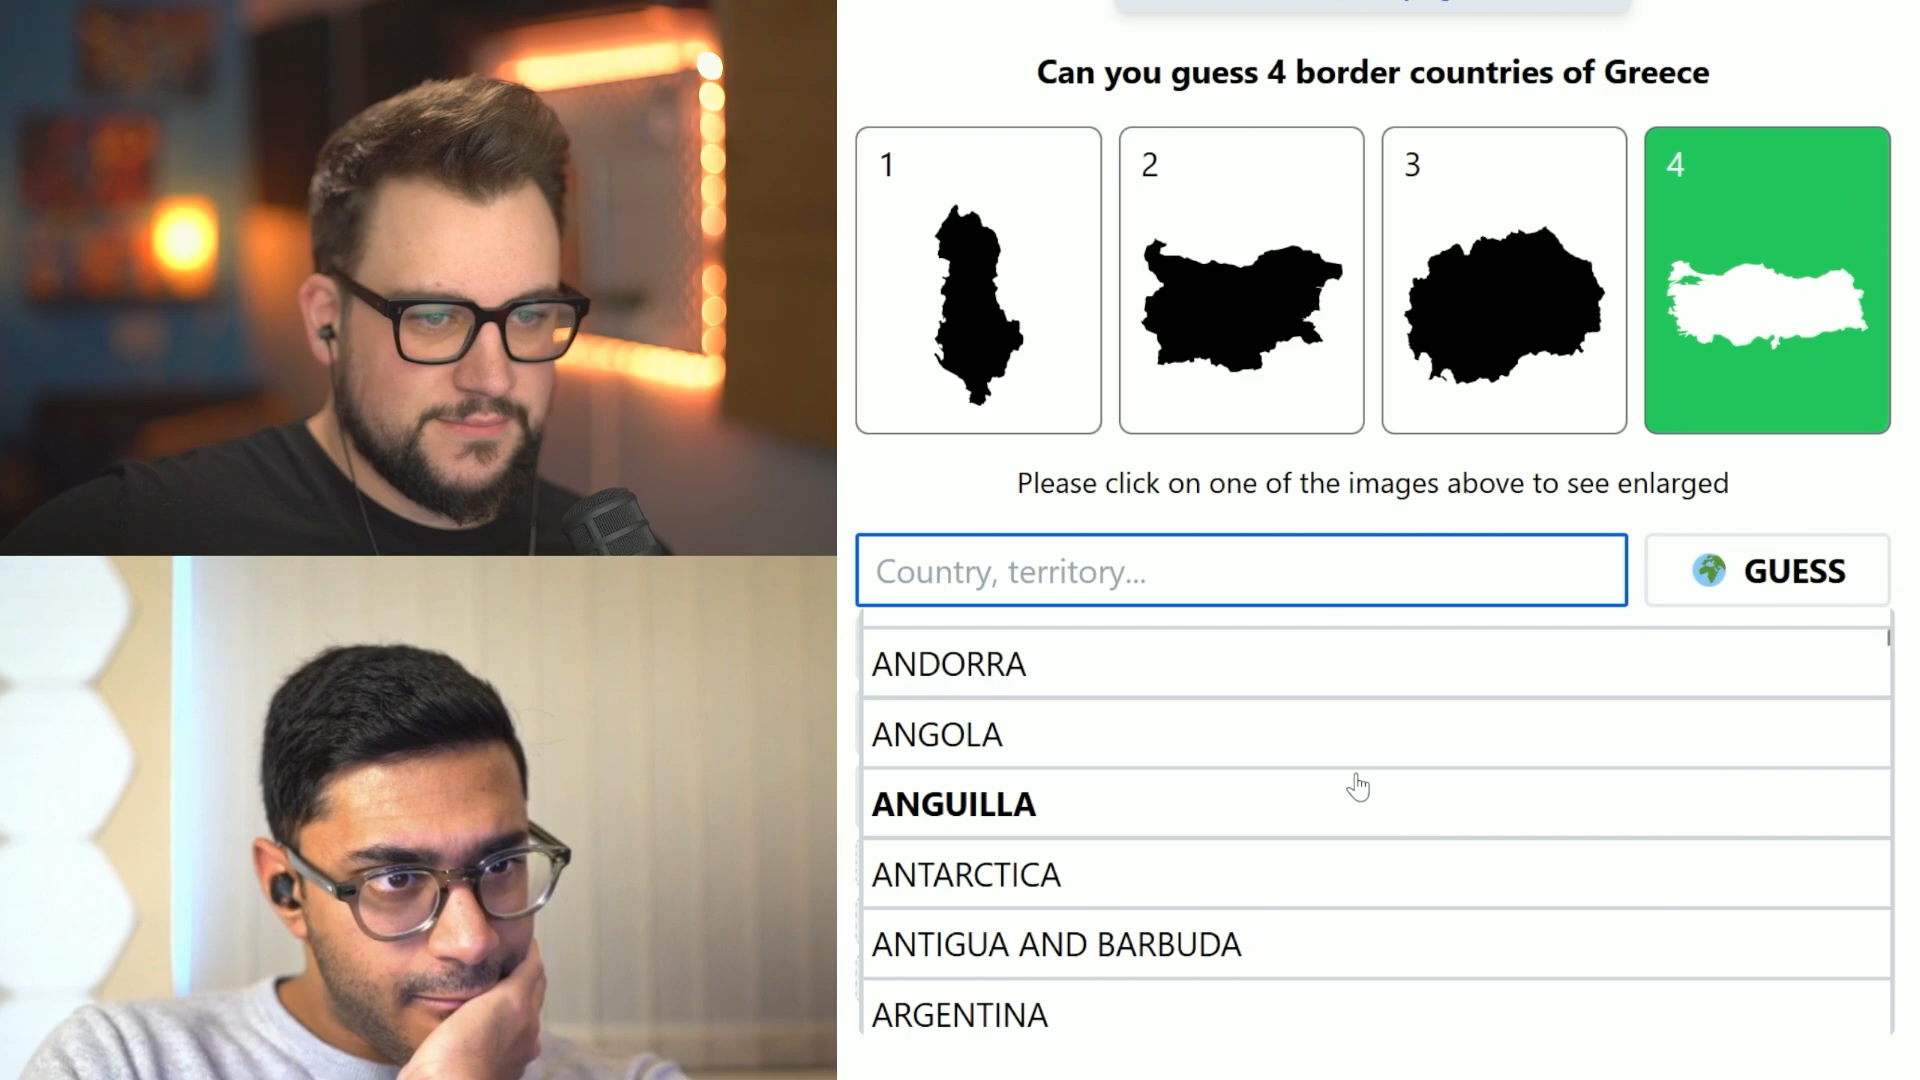 Can you guess 4 border countries of Greece
1
2
3
4
Please click on one of the images above to see enlarged
Country, territory...
GUESS
ANDORRA
ANGOLA
ANGUILLA
ANTARCTICA
ANTIGUA AND BARBUDA
ARGENTINA